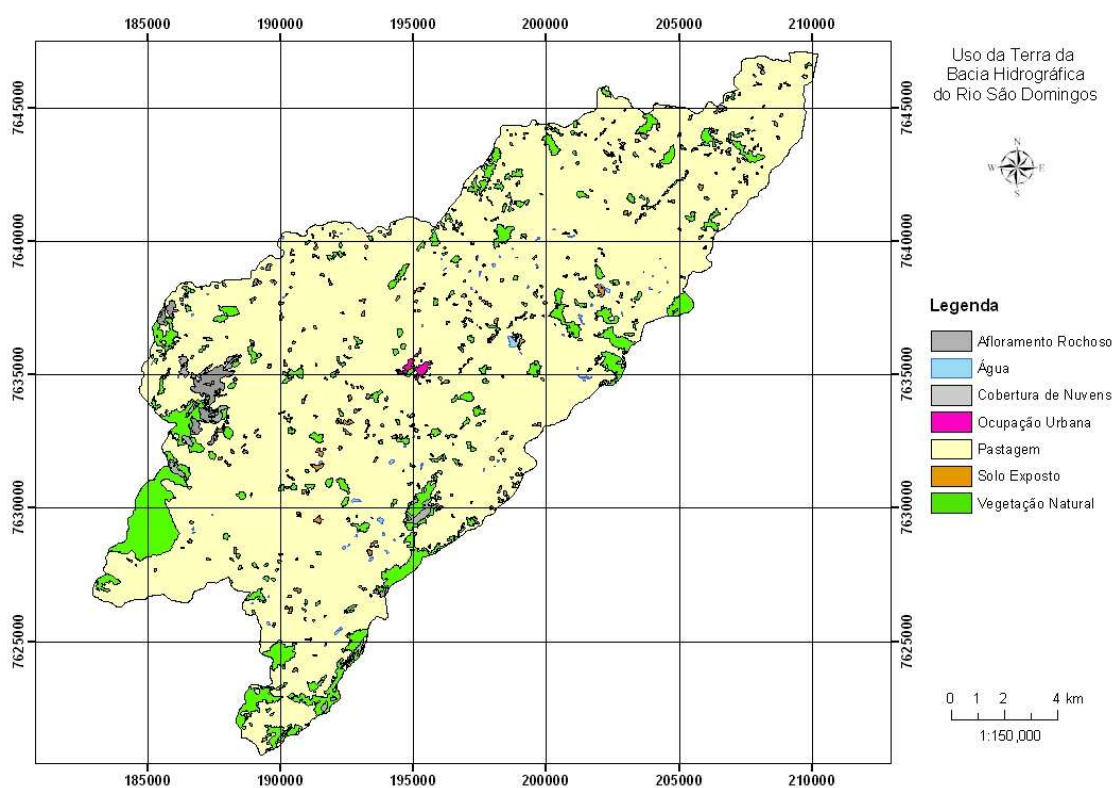 185000 190000 195000 200000 205000 210000
Uso da Terra da
Bacia Hidrográfica
do Rio São Domingos
N
W E
S
7645000 7645000
7640000 7640000
7635000 7635000
7630000 7630000
7625000 7625000
Legenda
Afloramento Rochoso
Água
Cobertura de Nuvens
Ocupação Urbana
Pastagem
Solo Exposto
Vegetação Natural
0 1 2 4 km
1:150,000
185000 190000 195000 200000 205000 210000